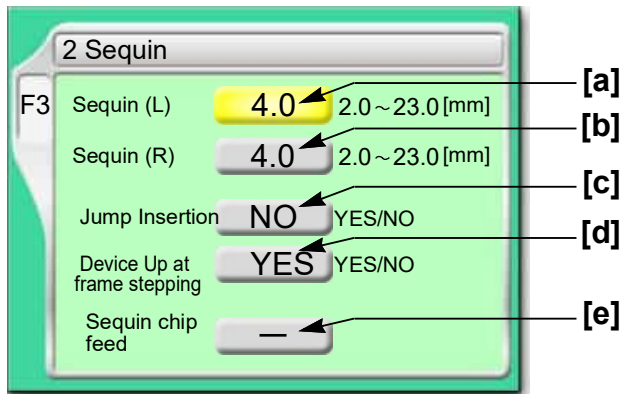 2 Sequin
F3
Sequin (L) 4.0 2.0～23.0 [mm] [a]
Sequin (R) 4.0 2.0～23.0 [mm] [b]
Jump Insertion NO YES/NO [c]
Device Up at
frame stepping YES YES/NO [d]
Sequin chip
feed — [e]